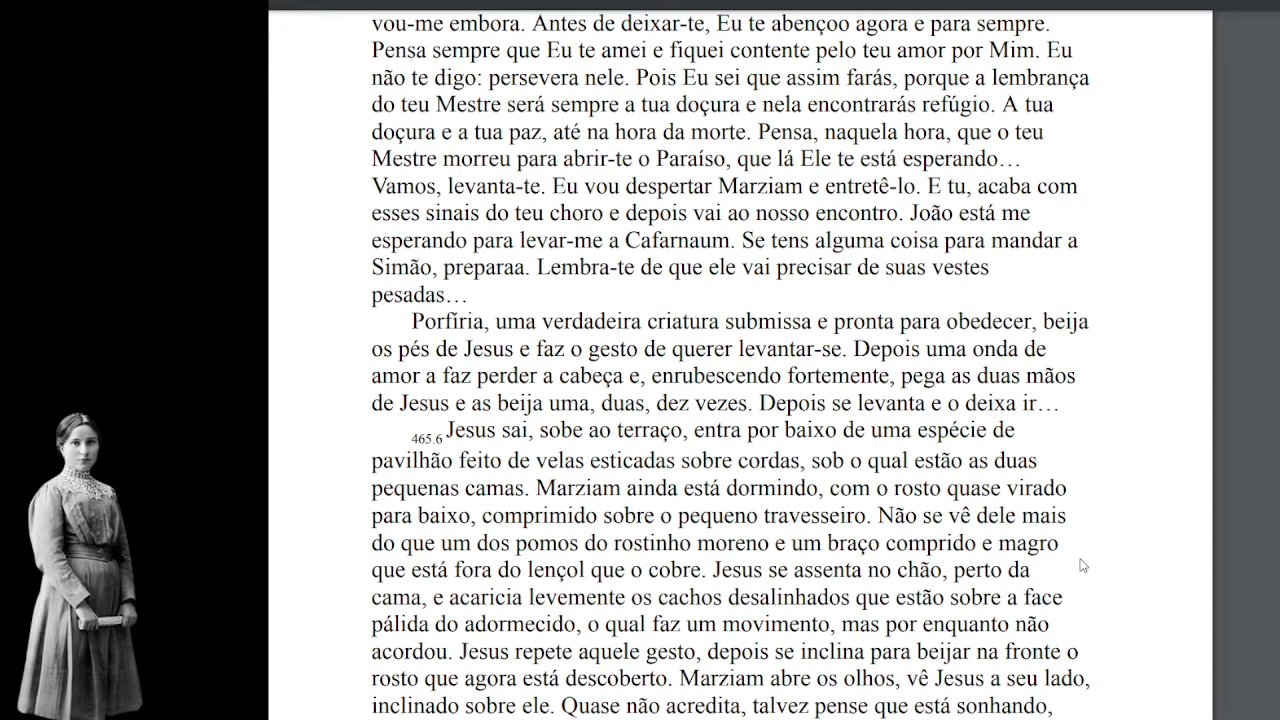 vou-me embora. Antes de deixar-te, Eu te abençoo agora e para sempre.
Pensa sempre que Eu te amei e fiquei contente pelo teu amor por Mim. Eu
não te digo: persevera nele. Pois Eu sei que assim farás, porque a lembrança
do teu Mestre será sempre a tua doçura e nela encontrarás refúgio. A tua
doçura e a tua paz, até na hora da morte. Pensa, naquela hora, que o teu
Mestre morreu para abrir-te o Paraíso, que lá Ele te está esperando…
Vamos, levanta-te. Eu vou despertar Marziam e entretê-lo. E tu, acaba com
esses sinais do teu choro e depois vai ao nosso encontro. João está me
esperando para levar-me a Cafarnaum. Se tens alguma coisa para mandar a
Simão, preparaa. Lembra-te de que ele vai precisar de suas vestes
pesadas…
Porfíria, uma verdadeira criatura submissa e pronta para obedecer, beija
os pés de Jesus e faz o gesto de querer levantar-se. Depois uma onda de
amor a faz perder a cabeça e, enrubescendo fortemente, pega as duas mãos
de Jesus e as beija uma, duas, dez vezes. Depois se levanta e o deixa ir…
465.6 Jesus sai, sobe ao terraço, entra por baixo de uma espécie de
pavilhão feito de velas esticadas sobre cordas, sob o qual estão as duas
pequenas camas. Marziam ainda está dormindo, com o rosto quase virado
para baixo, comprimido sobre o pequeno travesseiro. Não se vê dele mais
do que um dos pomos do rostinho moreno e um braço comprido e magro
que está fora do lençol que o cobre. Jesus se assenta no chão, perto da
cama, e acaricia levemente os cachos desalinhados que estão sobre a face
pálida do adormecido, o qual faz um movimento, mas por enquanto não
acordou. Jesus repete aquele gesto, depois se inclina para beijar na fronte o
rosto que agora está descoberto. Marziam abre os olhos, vê Jesus a seu lado,
inclinado sobre ele. Quase não acredita, talvez pense que está sonhando,